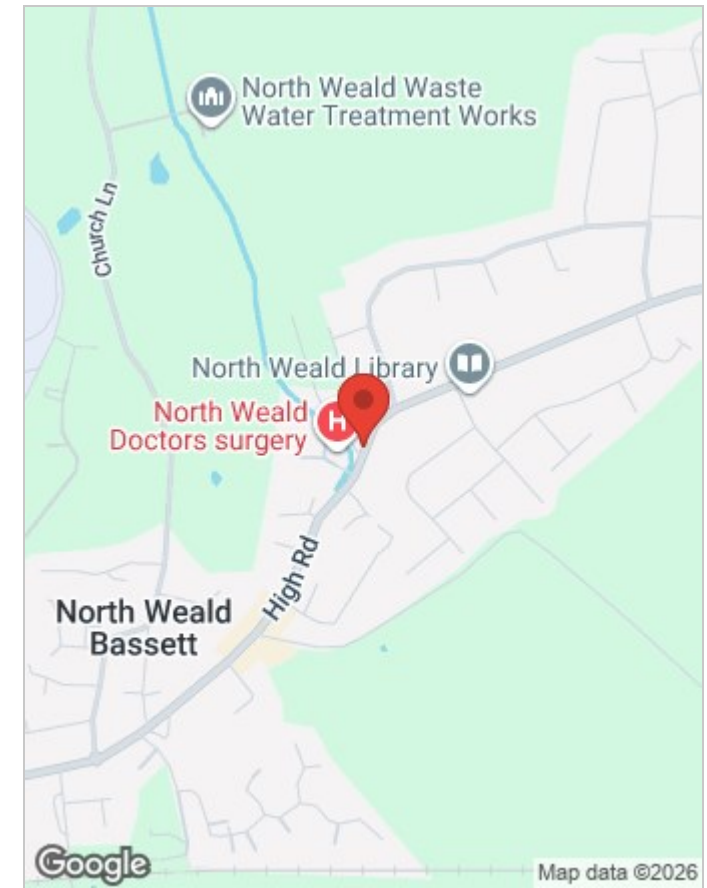 North Weald Waste
Water Treatment Works
Church Ln
North Weald Library
North Weald
Doctors surgery
H
High Rd
North Weald
Bassett
Google
Map data ©2026